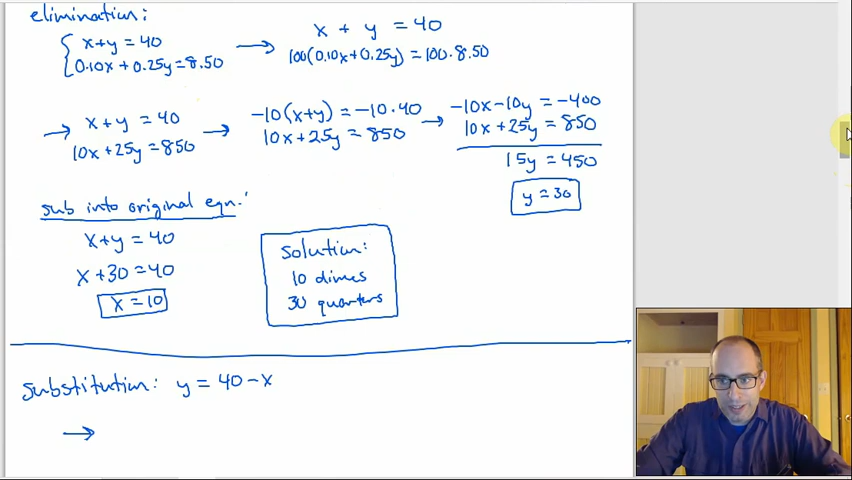 elimination:
x+y = 40
0.10x + 0.25y = 8.50
x + y = 40
100(0.10x+0.25y) = 100·8.50
x + y = 40
10x + 25y = 850
-10(x+y) = -10·40
10x + 25y = 850
-10x - 10y = -400
10x + 25y = 850
15y = 450
y = 30
sub into original eqn.
x+y = 40
x +30 = 40
x = 10
Solution:
10 dimes
30 quarters
substitution: y = 40 - x